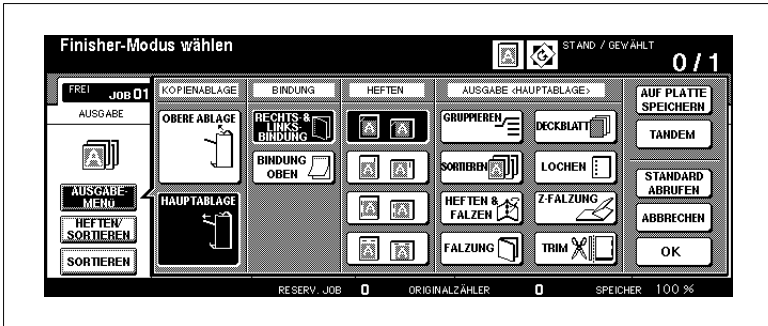 Finisher-Modus wählen
STAND / GEWÄHLT
0 / 1
FREI JOB 01
AUSGABE
AUSGABE-
MENÜ
HEFTEN/
SORTIEREN
SORTIEREN
KOPIENABLAGE
OBERE ABLAGE
HAUPTABLAGE
BINDUNG
RECHTS-&
LINKS-
BINDUNG
BINDUNG
OBEN
HEFTEN
AUSGABE <HAUPTABLAGE>
GRUPPIEREN
DECKBLATT
SORTIEREN
LOCHEN
HEFTEN &
FALZEN
Z-FALZUNG
FALZUNG
TRIM
AUF PLATTE
SPEICHERN
TANDEM
STANDARD
ABRUFEN
ABBRECHEN
OK
RESERV. JOB 0 ORIGINALZÄHLER 0 SPEICHER 100 %